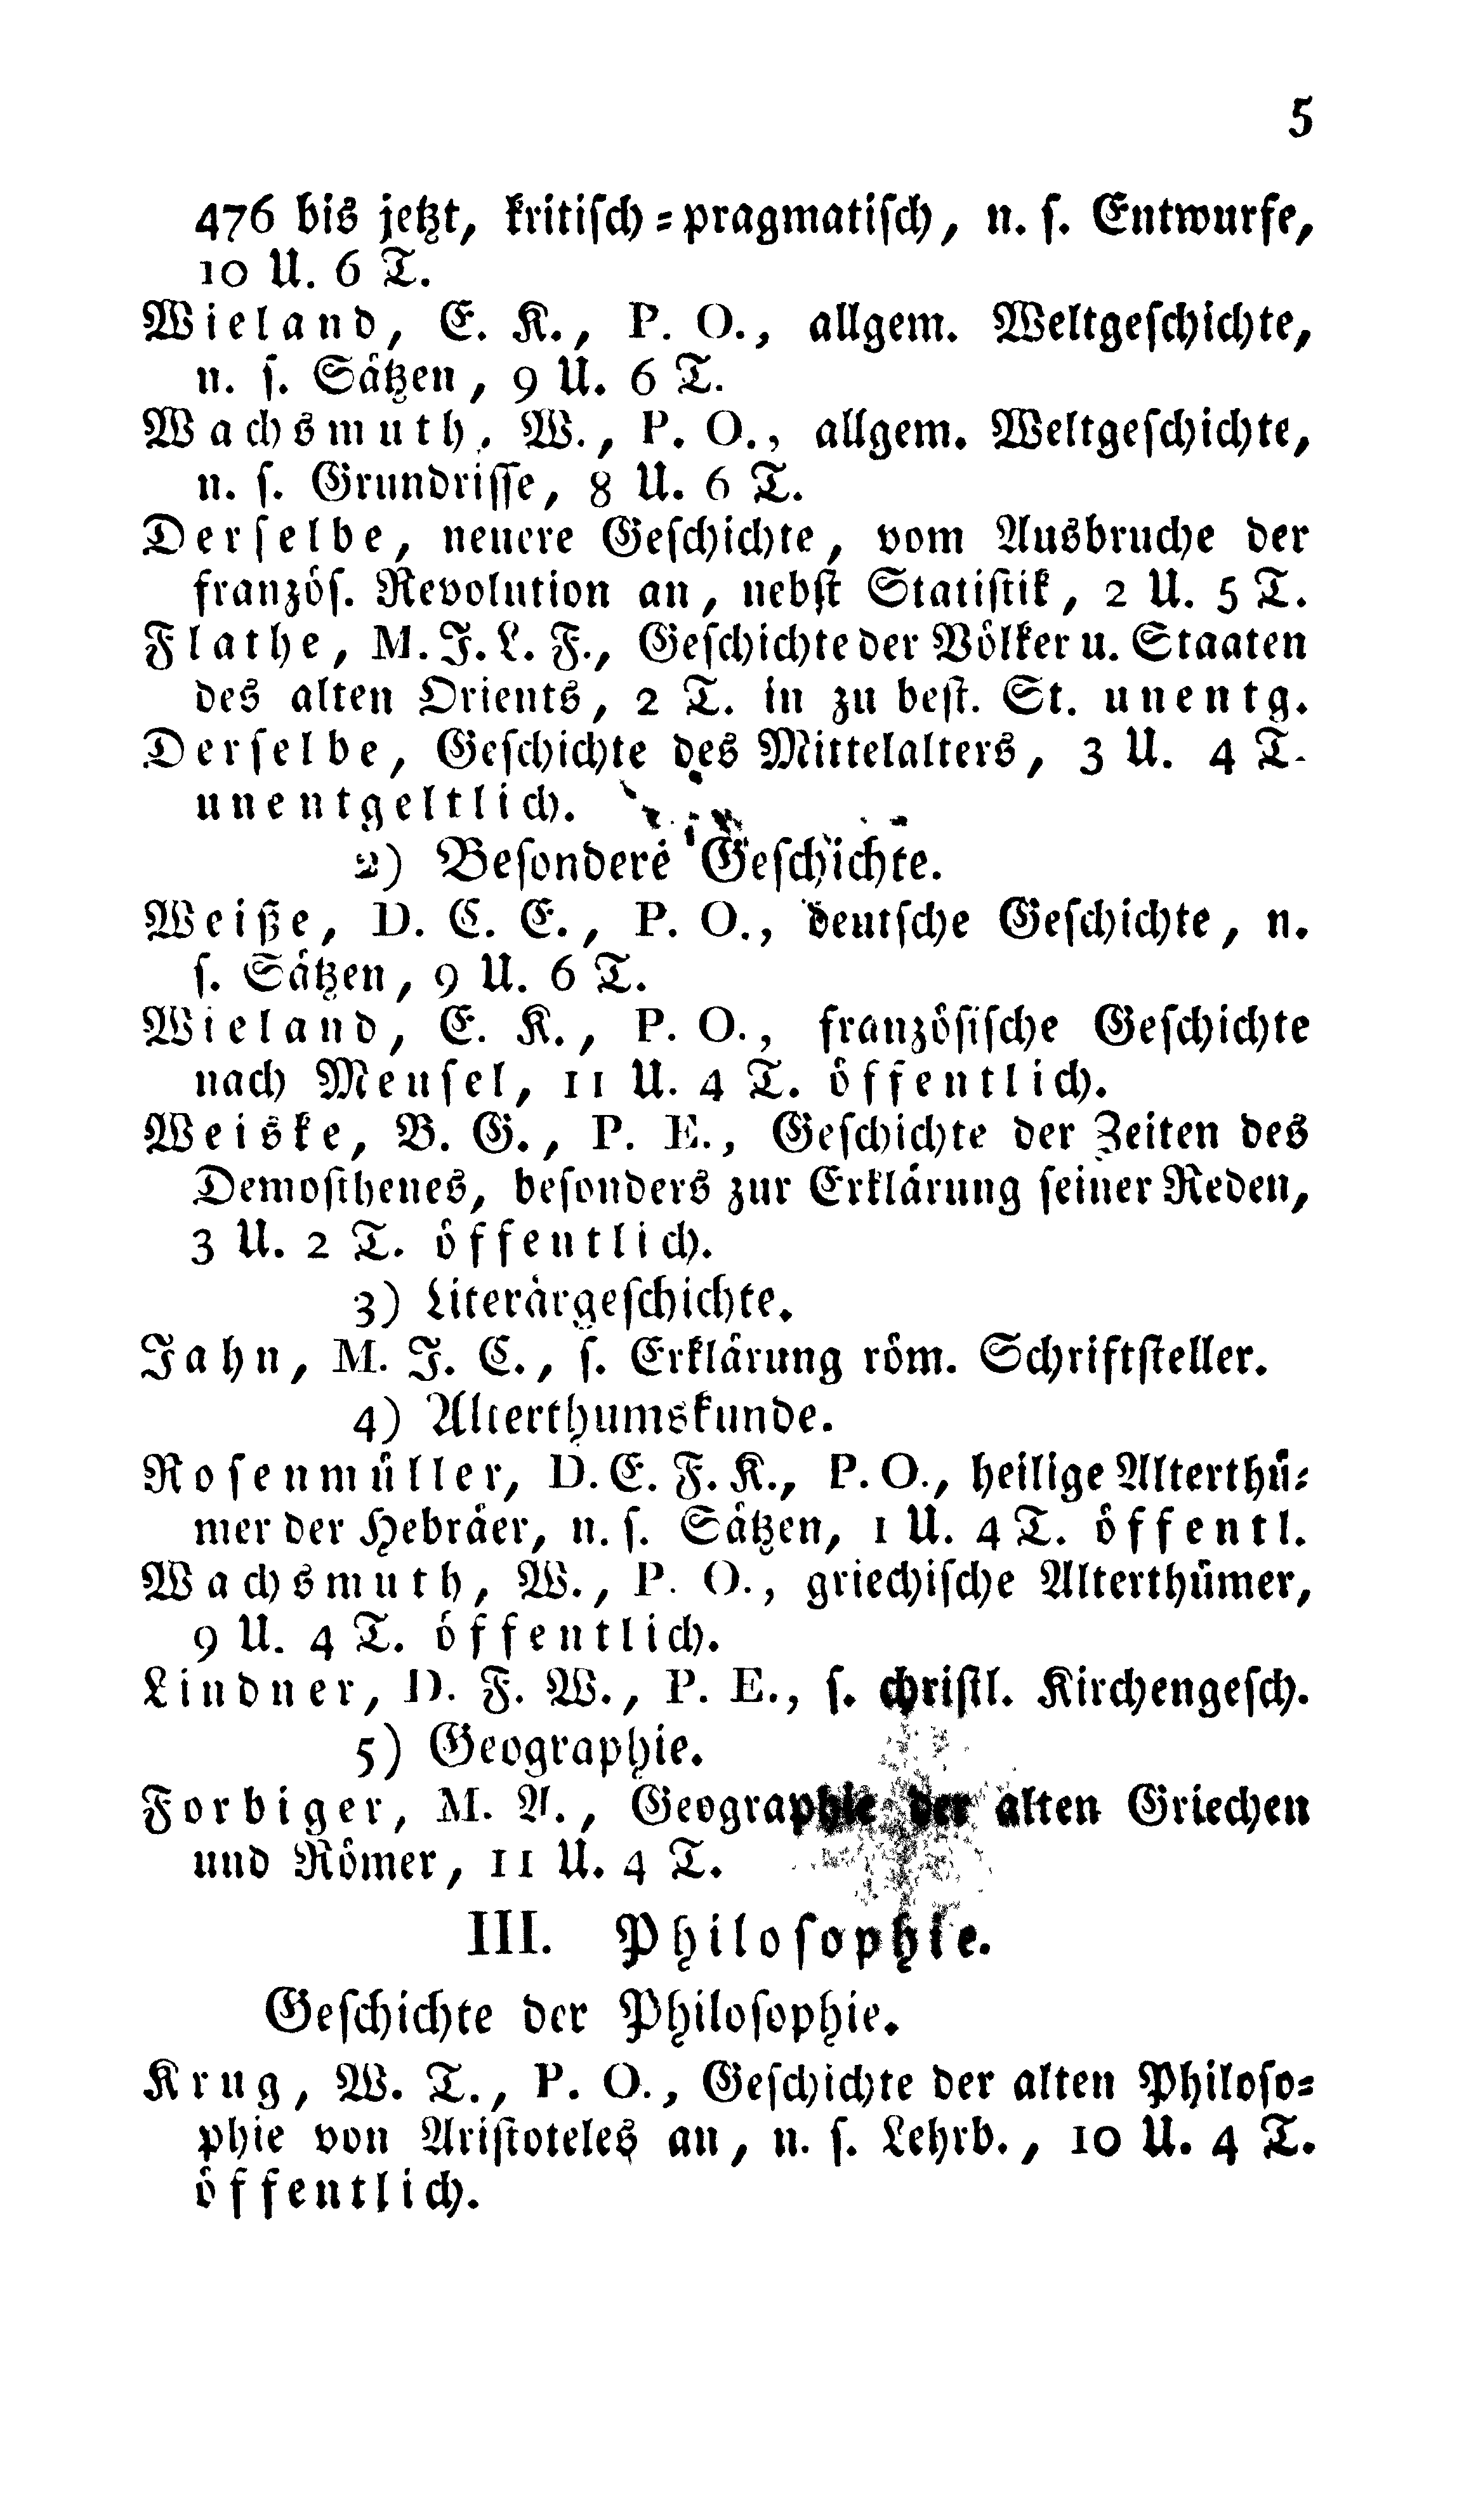 5
476 bis jetzt, kritiſch=pragmatiſch, n. ſ. Entwurfe,
10 U. 6 T.
Wieland, E. K., P. O., allgem. Weltgeſchichte,
n. ſ. Sätzen, 9 U. 6 T.
Wachsmuth, W., P. O., allgem. Weltgeſchichte,
n. ſ. Grundriſſe, 8 U. 6 T.
Derſelbe, neuere Geſchichte, vom Ausbruche der
franzöſ. Revolution an, nebſt Statiſtik, 2 U. 5 T.
Flathe, M. J. L. F., Geſchichte der Völker u. Staaten
des alten Orients, 2 T. in zu beſt. St. unentg.
Derſelbe, Geſchichte des Mittelalters, 3 U. 4 T.
unentgeltlich.
2) Beſondere Geſchichte.
Weiße, D. C. E., P. O., deutſche Geſchichte, n.
ſ. Sätzen, 9 U. 6 T.
Wieland, E. K., P. O., franzöſiſche Geſchichte
nach Meuſel, 11 U. 4 T. öffentlich.
Weiske, B. G., P. E., Geſchichte der Zeiten des
Demoſthenes, beſonders zur Erklärung ſeiner Reden,
3 U. 2 T. öffentlich.
3) Literärgeſchichte.
Jahn, M. J. C., ſ. Erklärung röm. Schriftſteller.
4) Alterthumskunde.
Roſenmüller, D. E. F. K., P. O., heilige Alterthü=
mer der Hebräer, n. ſ. Sätzen, 1 U. 4 T. öffentl.
Wachsmuth, W., P. O., griechiſche Alterthümer,
9 U. 4 T. öffentlich.
Lindner, D. F. W., P. E., ſ. chriſtl. Kirchengeſch.
5) Geographie.
Forbiger, M. A., Geographie der alten Griechen
und Römer, 11 U. 4 T.
III. Philoſophie.
Geſchichte der Philoſophie.
Krug, W. T., P. O., Geſchichte der alten Philoſo=
phie von Ariſtoteles an, n. ſ. Lehrb., 10 U. 4 T.
öffentlich.